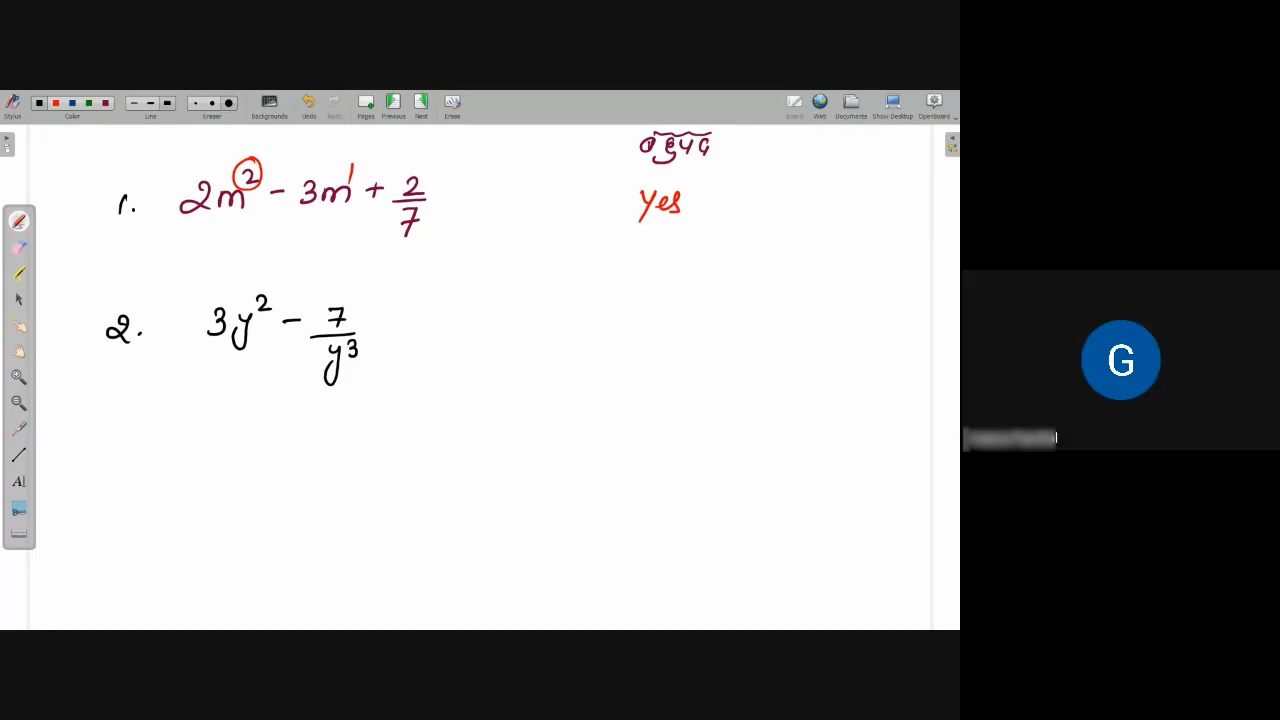 Stylus
Color
Line
Eraser
Backgrounds
Undo
Redo
Pages
Previous
Next
Erase
Board
Web
Documents
Show Desktop
OpenBoard
1. 2m² - 3m¹ + 2/7 yes
2. 3y² - 7/y³
G